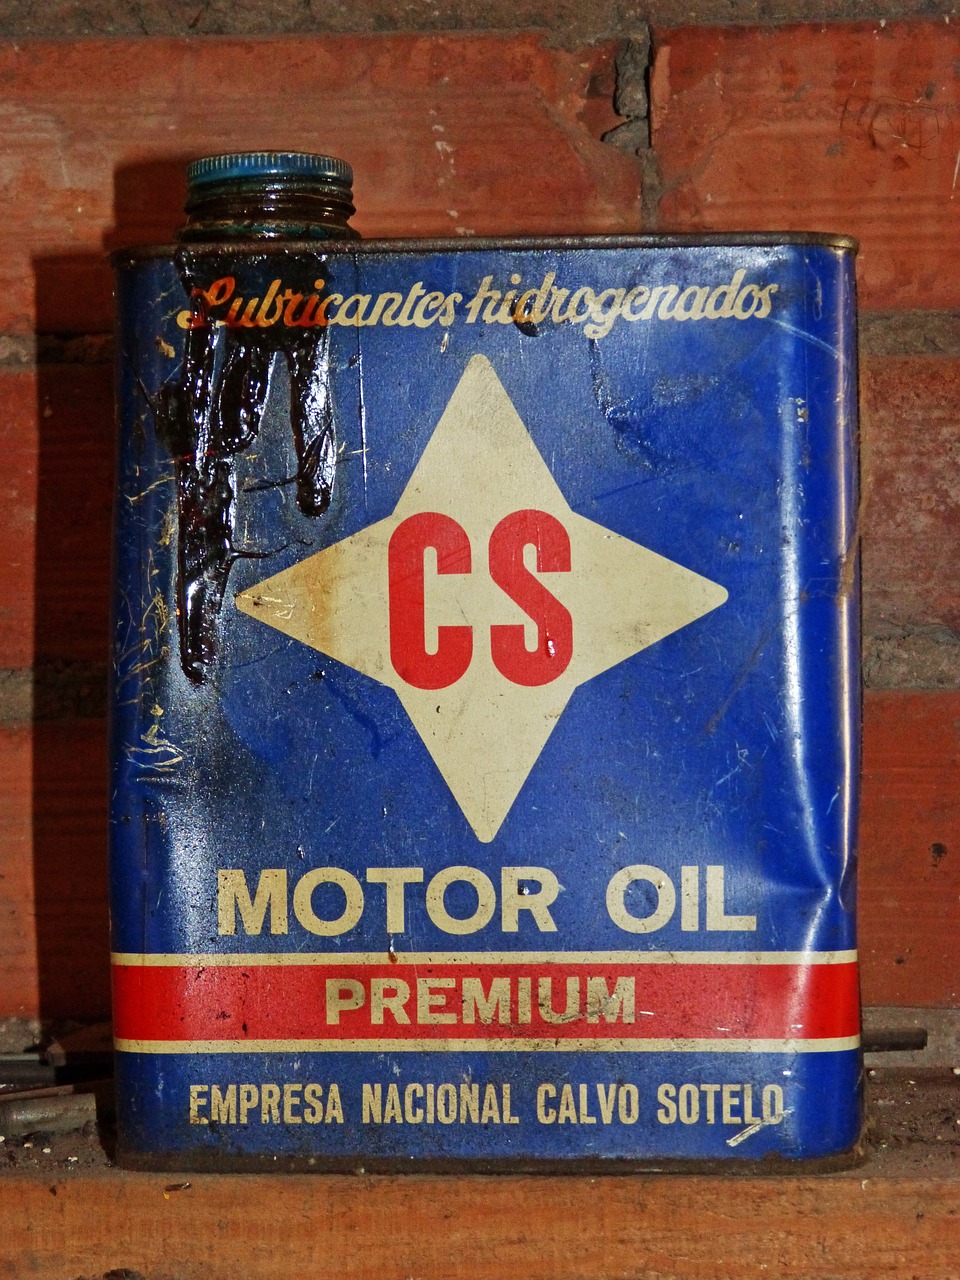 Lubricantes hidrogenados
CS
MOTOR OIL
PREMIUM
EMPRESA NACIONAL CALVO SOTELO